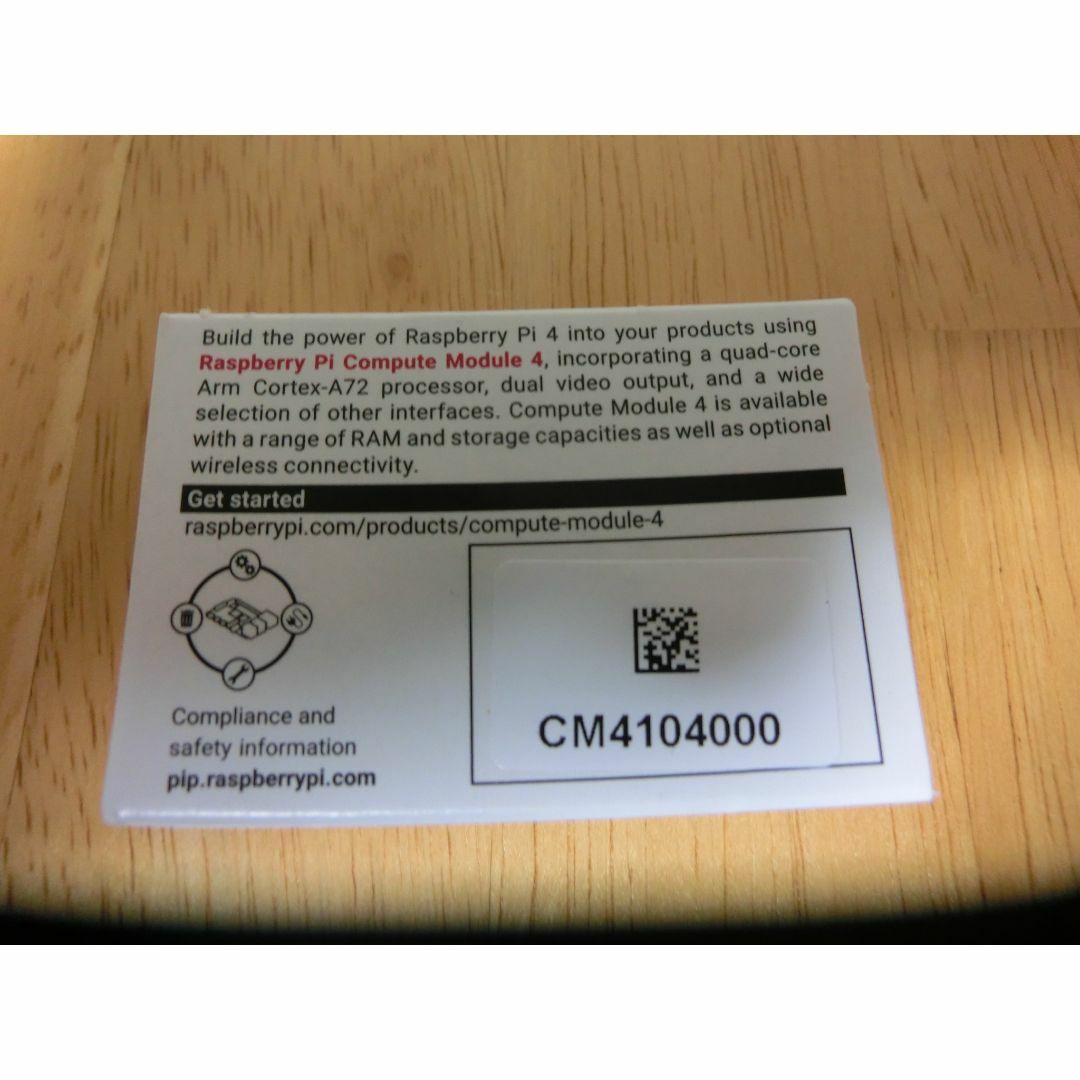 Build the power of Raspberry Pi 4 into your products using
Raspberry Pi Compute Module 4, incorporating a quad-core
Arm Cortex-A72 processor, dual video output, and a wide
selection of other interfaces. Compute Module 4 is available
with a range of RAM and storage capacities as well as optional
wireless connectivity.
Get started
raspberrypi.com/products/compute-module-4
Compliance and
safety information
pip.raspberrypi.com
CM4104000